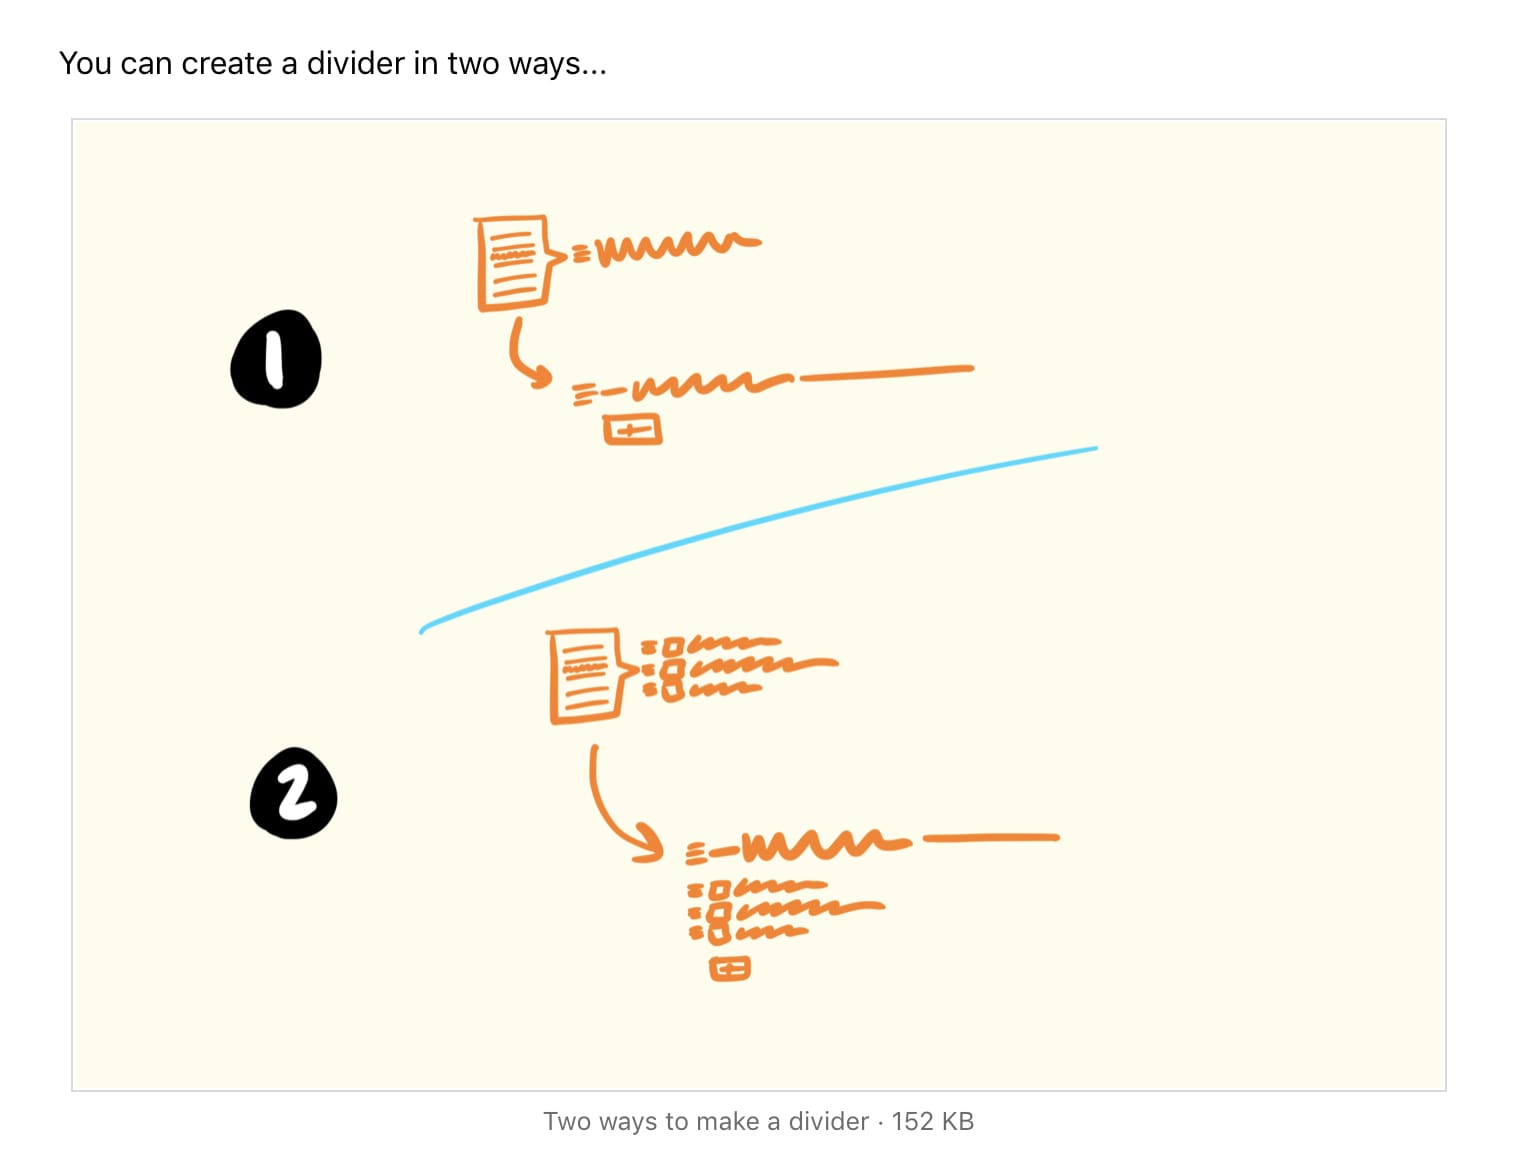 You can create a divider in two ways...
1
2
Two ways to make a divider · 152 KB